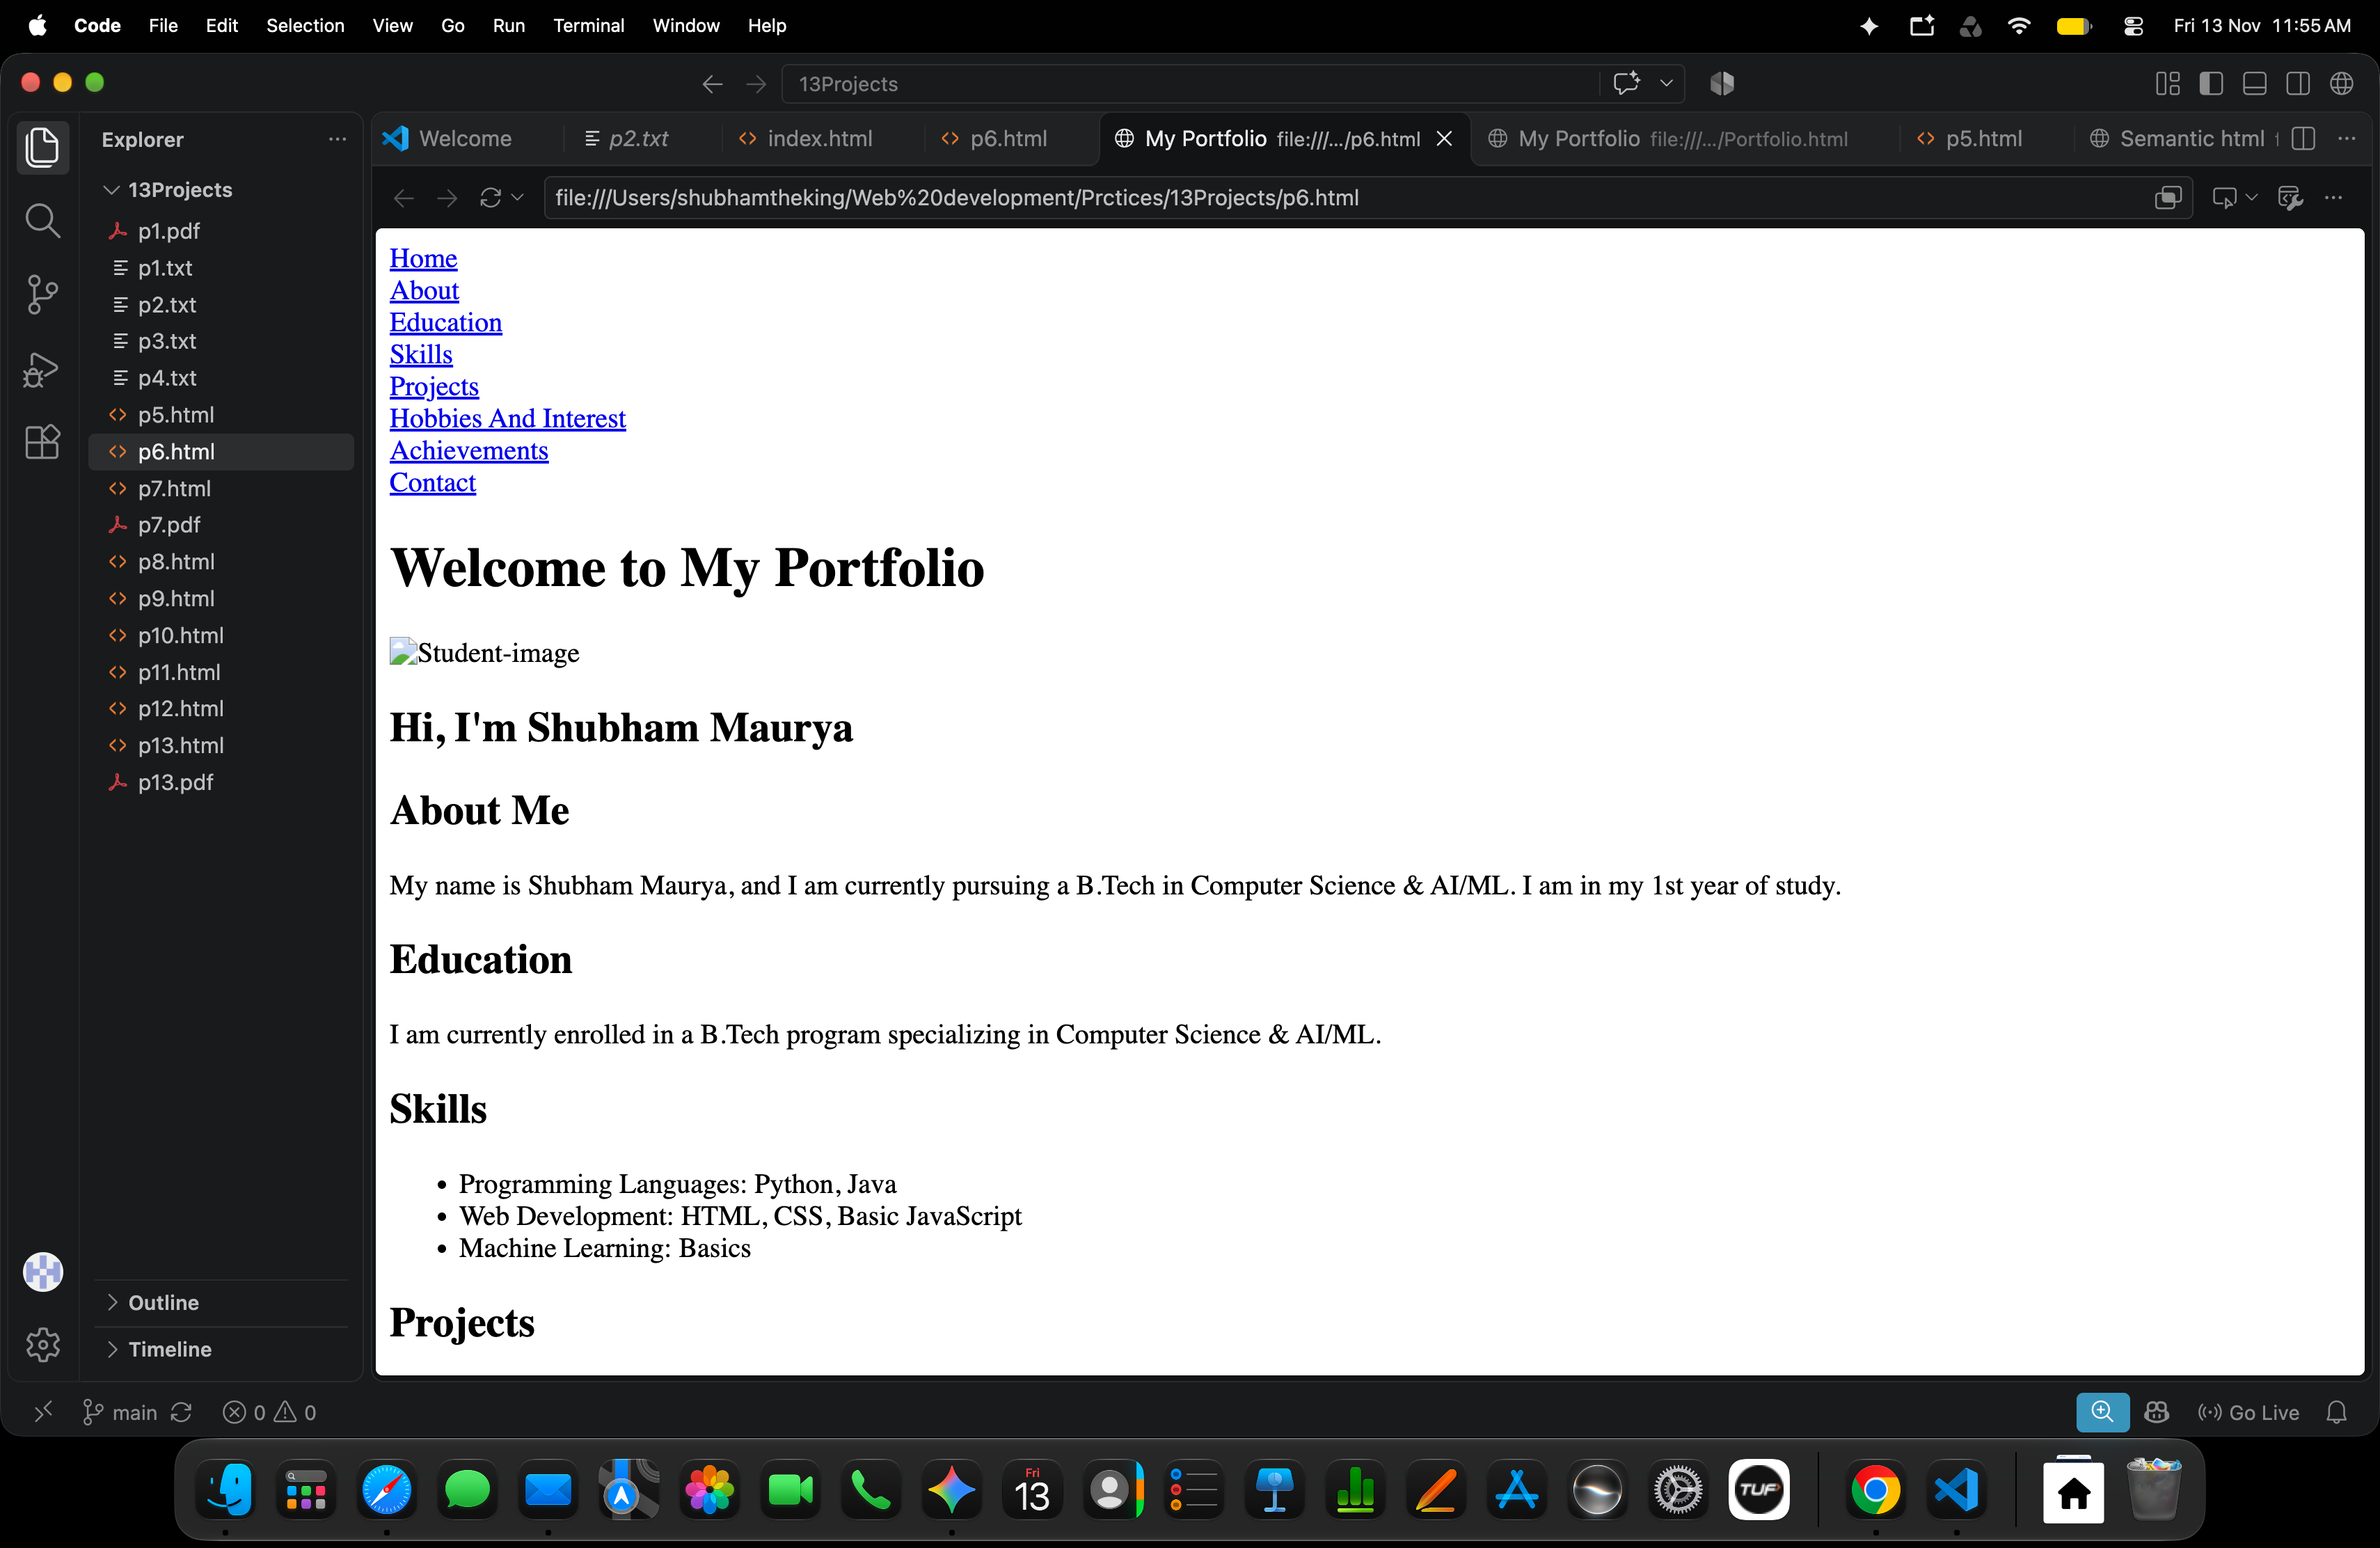 Code File Edit Selection View Go Run Terminal Window Help Fri 13 Nov 11:55 AM
13Projects
Explorer
Welcome p2.txt index.html p6.html My Portfolio file:///.../p6.html My Portfolio file:///.../Portfolio.html p5.html Semantic html
file:///Users/shubhamtheking/Web%20development/Prctices/13Projects/p6.html
13Projects
p1.pdf
p1.txt
p2.txt
p3.txt
p4.txt
p5.html
p6.html
p7.html
p7.pdf
p8.html
p9.html
p10.html
p11.html
p12.html
p13.html
p13.pdf
Outline
Timeline
Home
About
Education
Skills
Projects
Hobbies And Interest
Achievements
Contact
Welcome to My Portfolio
Student-image
Hi, I'm Shubham Maurya
About Me
My name is Shubham Maurya, and I am currently pursuing a B.Tech in Computer Science & AI/ML. I am in my 1st year of study.
Education
I am currently enrolled in a B.Tech program specializing in Computer Science & AI/ML.
Skills
• Programming Languages: Python, Java
• Web Development: HTML, CSS, Basic JavaScript
• Machine Learning: Basics
Projects
main 0 0 Go Live
Fri
13
TUF